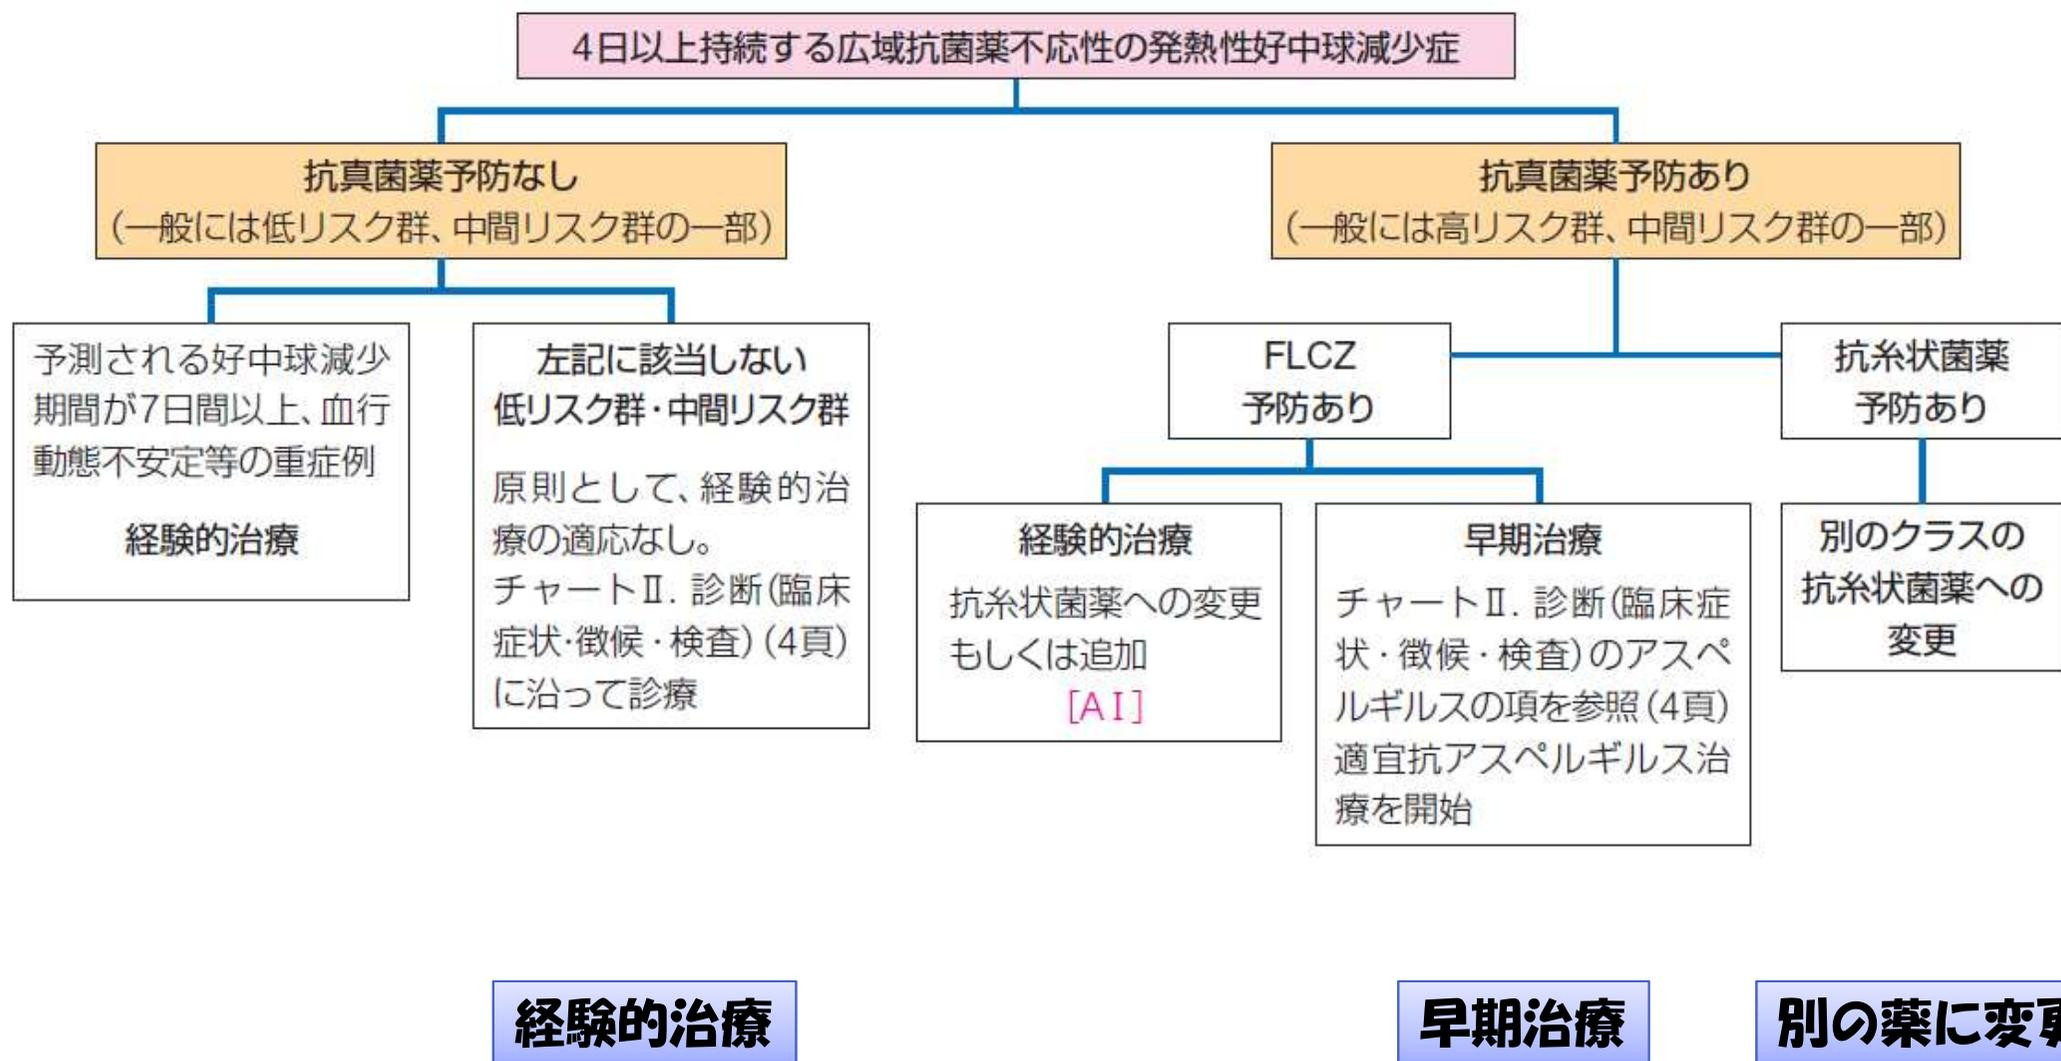 4日以上持続する広域抗菌薬不応性の発熱性好中球減少症
抗真菌薬予防なし
（一般には低リスク群、中間リスク群の一部）
抗真菌薬予防あり
（一般には高リスク群、中間リスク群の一部）
予測される好中球減少
期間が7日間以上、血行
動態不安定等の重症例
経験的治療
左記に該当しない
低リスク群・中間リスク群
原則として、経験的治
療の適応なし。
チャートⅡ. 診断(臨床
症状・徴候・検査)（4頁）
に沿って診療
FLCZ
予防あり
抗糸状菌薬
予防あり
経験的治療
抗糸状菌薬への変更
もしくは追加
[AⅠ]
早期治療
チャートⅡ. 診断(臨床症
状・徴候・検査)のアスペ
ルギルスの項を参照（4頁）
適宜抗アスペルギルス治
療を開始
別のクラスの
抗糸状菌薬への
変更
経験的治療
早期治療
別の薬に変更